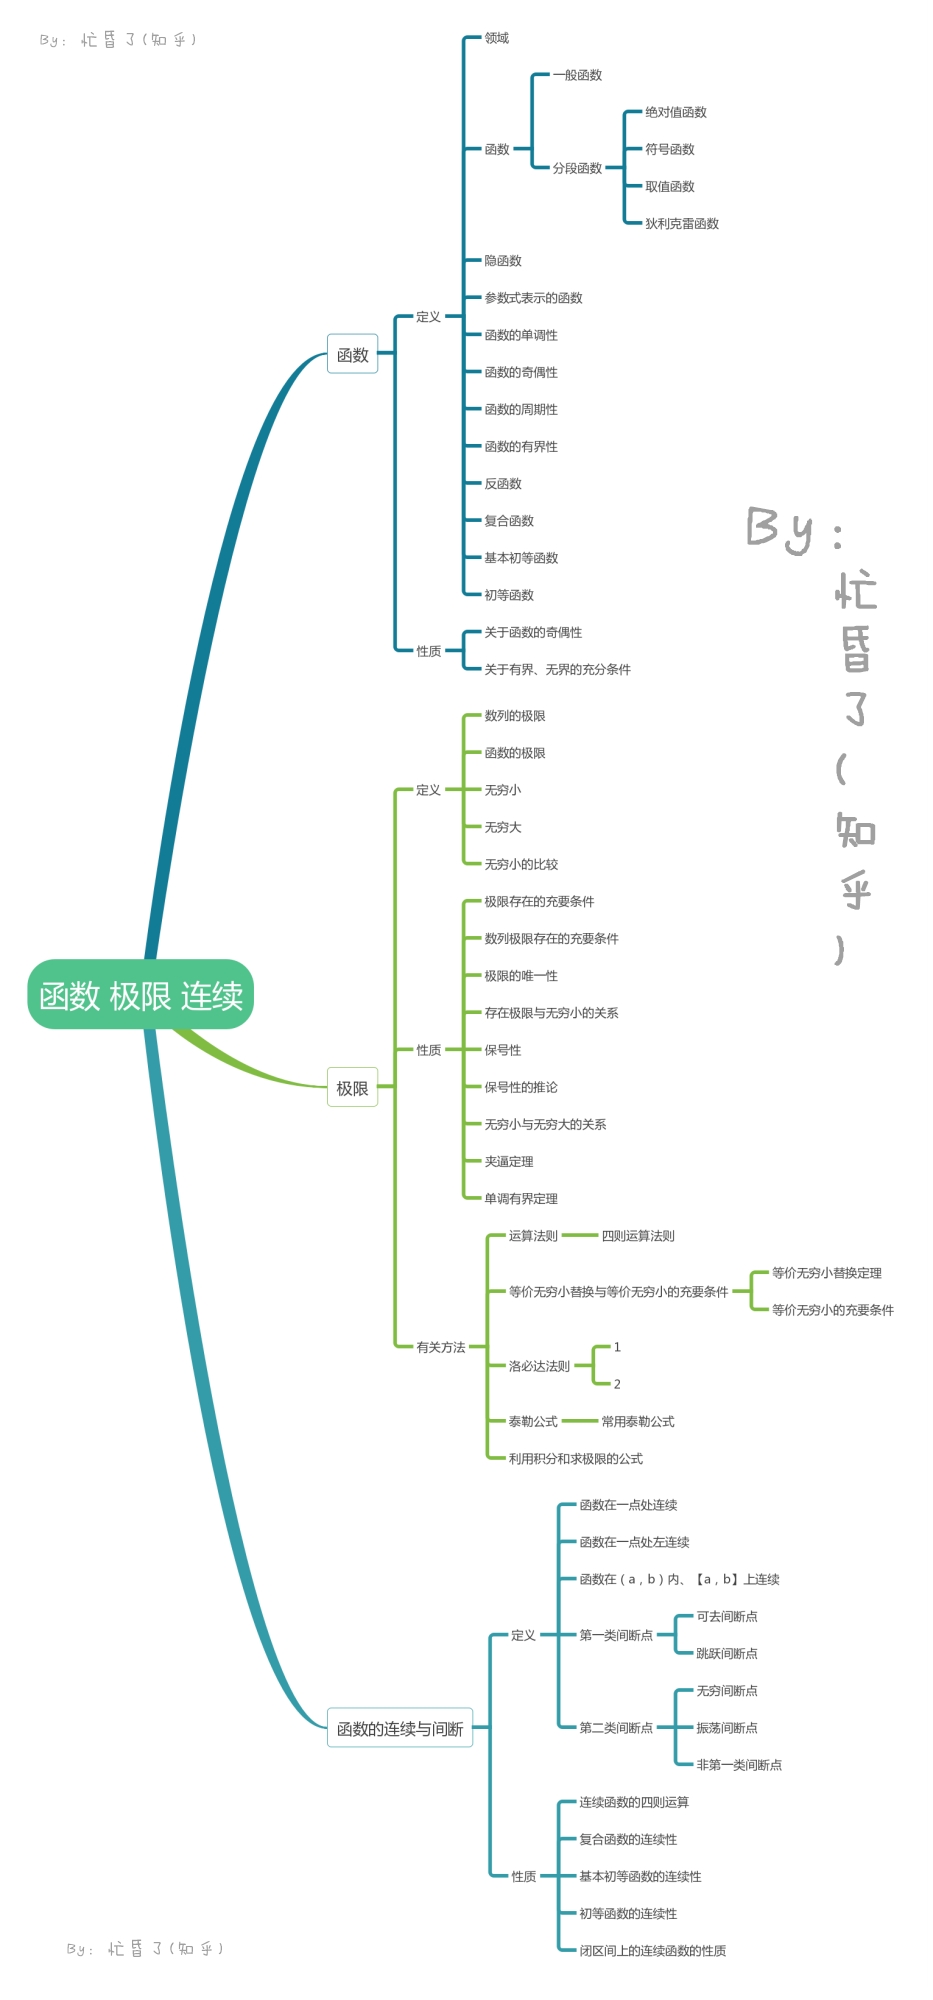 By: 忙昏了(知乎)
函数 极限 连续
函数
定义
领域
函数
一般函数
分段函数
绝对值函数
符号函数
取值函数
狄利克雷函数
隐函数
参数式表示的函数
函数的单调性
函数的奇偶性
函数的周期性
函数的有界性
反函数
复合函数
基本初等函数
初等函数
性质
关于函数的奇偶性
关于有界、无界的充分条件
By:
忙
昏
了
(
知
乎
)
极限
定义
数列的极限
函数的极限
无穷小
无穷大
无穷小的比较
性质
极限存在的充要条件
数列极限存在的充要条件
极限的唯一性
存在极限与无穷小的关系
保号性
保号性的推论
无穷小与无穷大的关系
夹逼定理
单调有界定理
有关方法
运算法则
四则运算法则
等价无穷小替换与等价无穷小的充要条件
等价无穷小替换定理
等价无穷小的充要条件
洛必达法则
1
2
泰勒公式
常用泰勒公式
利用积分和求极限的公式
函数的连续与间断
定义
函数在一点处连续
函数在一点处左连续
函数在（a，b）内、【a，b】上连续
第一类间断点
可去间断点
跳跃间断点
第二类间断点
无穷间断点
振荡间断点
非第一类间断点
性质
连续函数的四则运算
复合函数的连续性
基本初等函数的连续性
初等函数的连续性
闭区间上的连续函数的性质
By: 忙昏了(知乎)